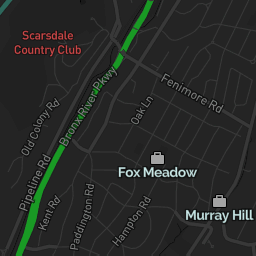 Scarsdale
Country Club
Bronx River Pkwy
Fenimore Rd
Old Colony Rd
Oak Ln
Pipeline Rd
Fox Meadow
Kent Rd
Paddington Rd
Hampton Rd
Murray Hill